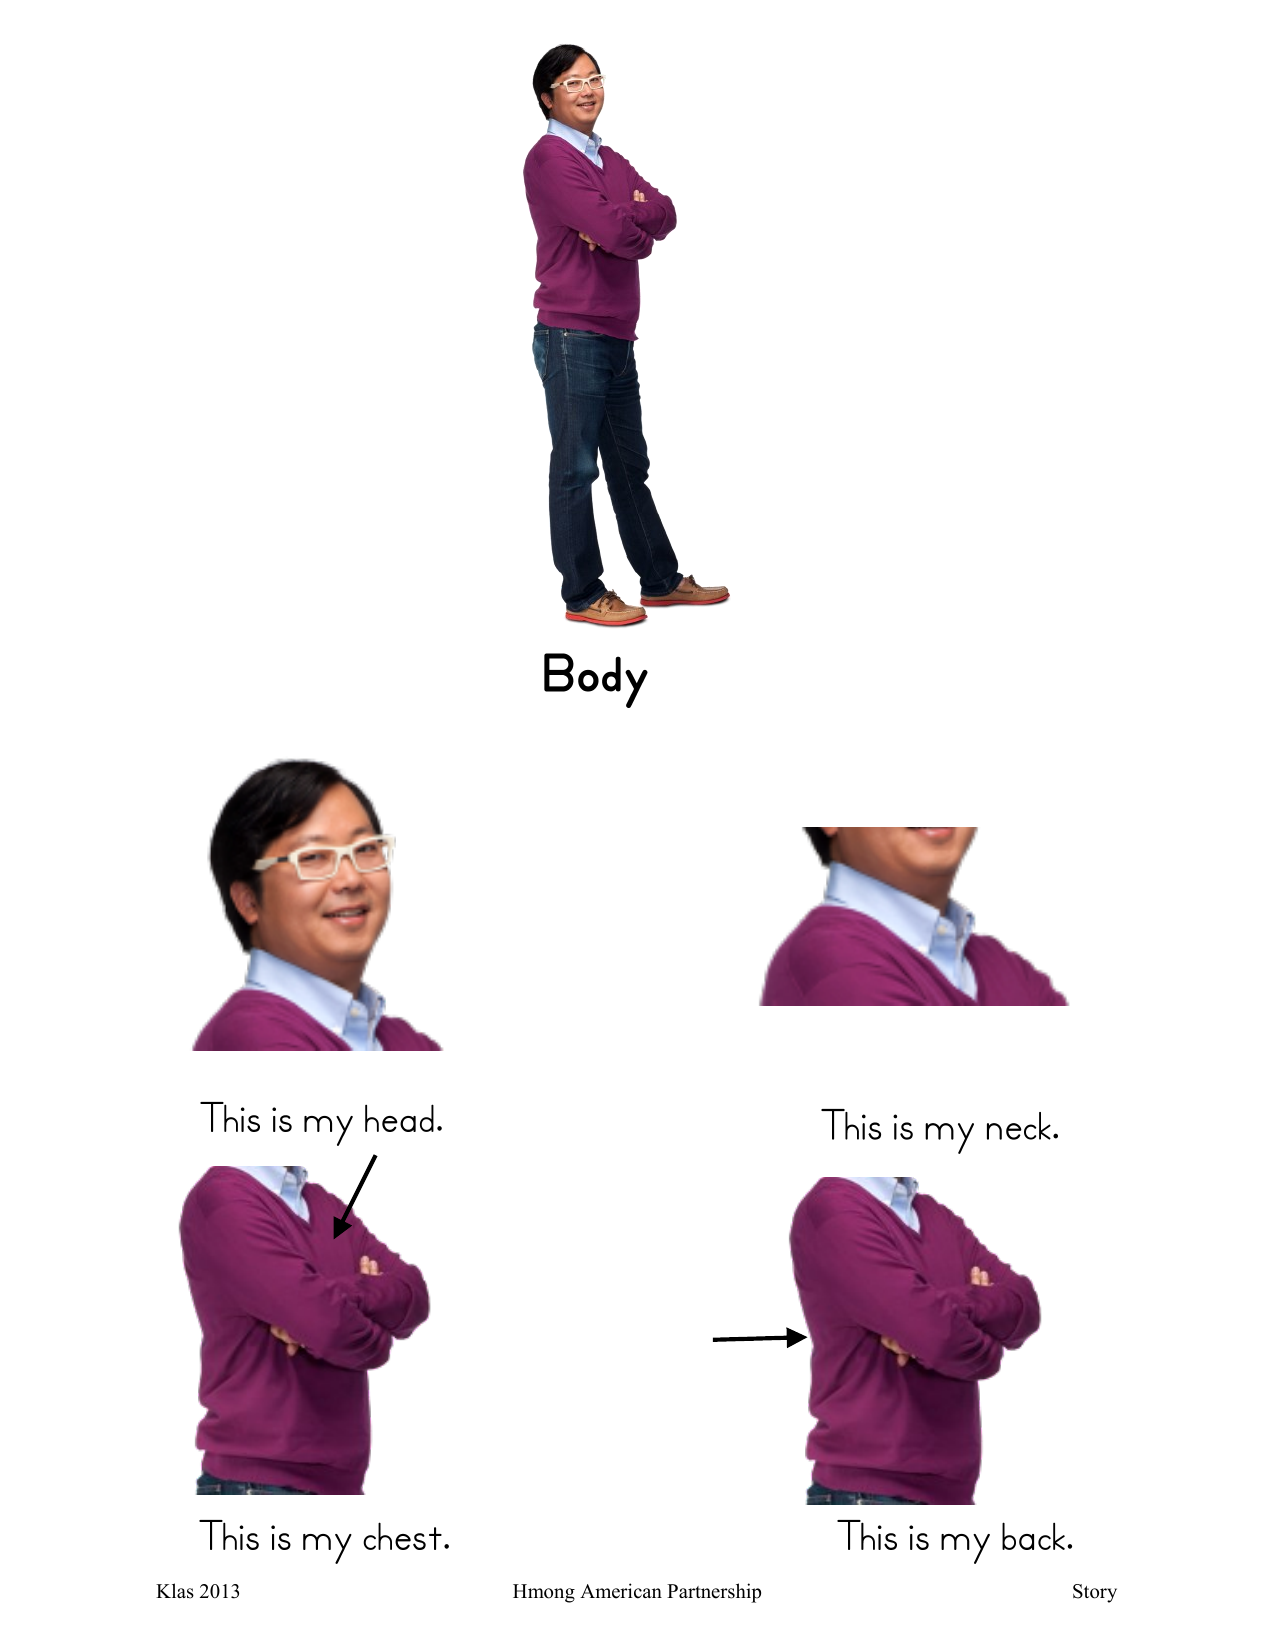 Body
This is my head.
This is my neck.
This is my chest.
This is my back.
Klas 2013 Hmong American Partnership Story